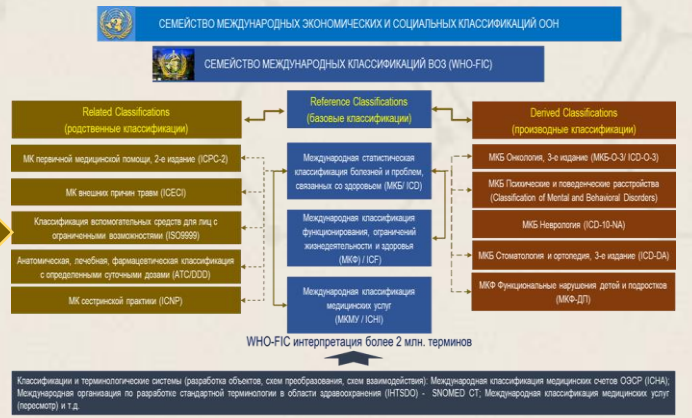 СЕМЕЙСТВО МЕЖДУНАРОДНЫХ ЭКОНОМИЧЕСКИХ И СОЦИАЛЬНЫХ КЛАССИФИКАЦИЙ ООН
СЕМЕЙСТВО МЕЖДУНАРОДНЫХ КЛАССИФИКАЦИЙ ВОЗ (WHO-FIC)
Related Classifications
(родственные классификации)
МК первичной медицинской помощи, 2-е издание (ICPC-2)
МК внешних причин травм (ICECI)
Классификация вспомогательных средств для лиц с
ограниченными возможностями (ISO9999)
Анатомическая, лечебная, фармацевтическая классификация
с определенными суточными дозами (ATC/DDD)
МК сестринской практики (ICNP)
Reference Classifications
(базовые классификации)
Международная статистическая
классификация болезней и проблем,
связанных со здоровьем (МКБ/ ICD)
Международная классификация
функционирования, ограничений
жизнедеятельности и здоровья
(МКФ) / ICF)
Международная классификация
медицинских услуг
(МКМУ / ICHI)
Derived Classifications
(производные классификации)
МКБ Онкология, 3-е издание (МКБ-О-3/ ICD-O-3)
МКБ Психические и поведенческие расстройства
(Classification of Mental and Behavioral Disorders)
МКБ Неврология (ICD-10-NA)
МКБ Стоматология и ортопедия, 3-е издание (ICD-DA)
МКФ Функциональные нарушения детей и подростков
(МКФ-ДП)
WHO-FIC интерпретация более 2 млн. терминов
Классификации и терминологические системы (разработка объектов, схем преобразования, схем взаимодействия): Международная классификация медицинских счетов ОЭСР (ICHA);
Международная организация по разработке стандартной терминологии в области здравоохранения (IHTSDO) - SNOMED CT; Международная классификация медицинских услуг
(пересмотр) и т.д.